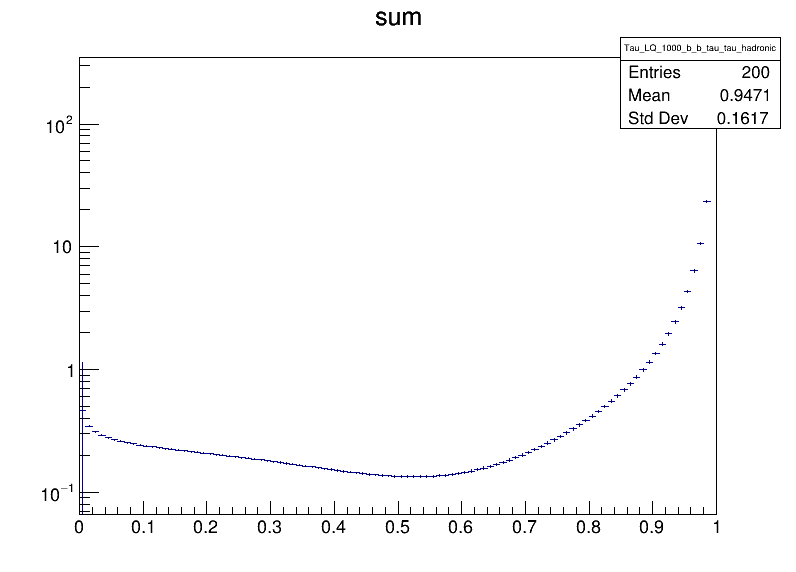 sum
Tau_LQ_1000_b_b_tau_tau_hadronic
Entries 200
Mean 0.9471
Std Dev 0.1617
10²
10
1
10⁻¹
0 0.1 0.2 0.3 0.4 0.5 0.6 0.7 0.8 0.9 1